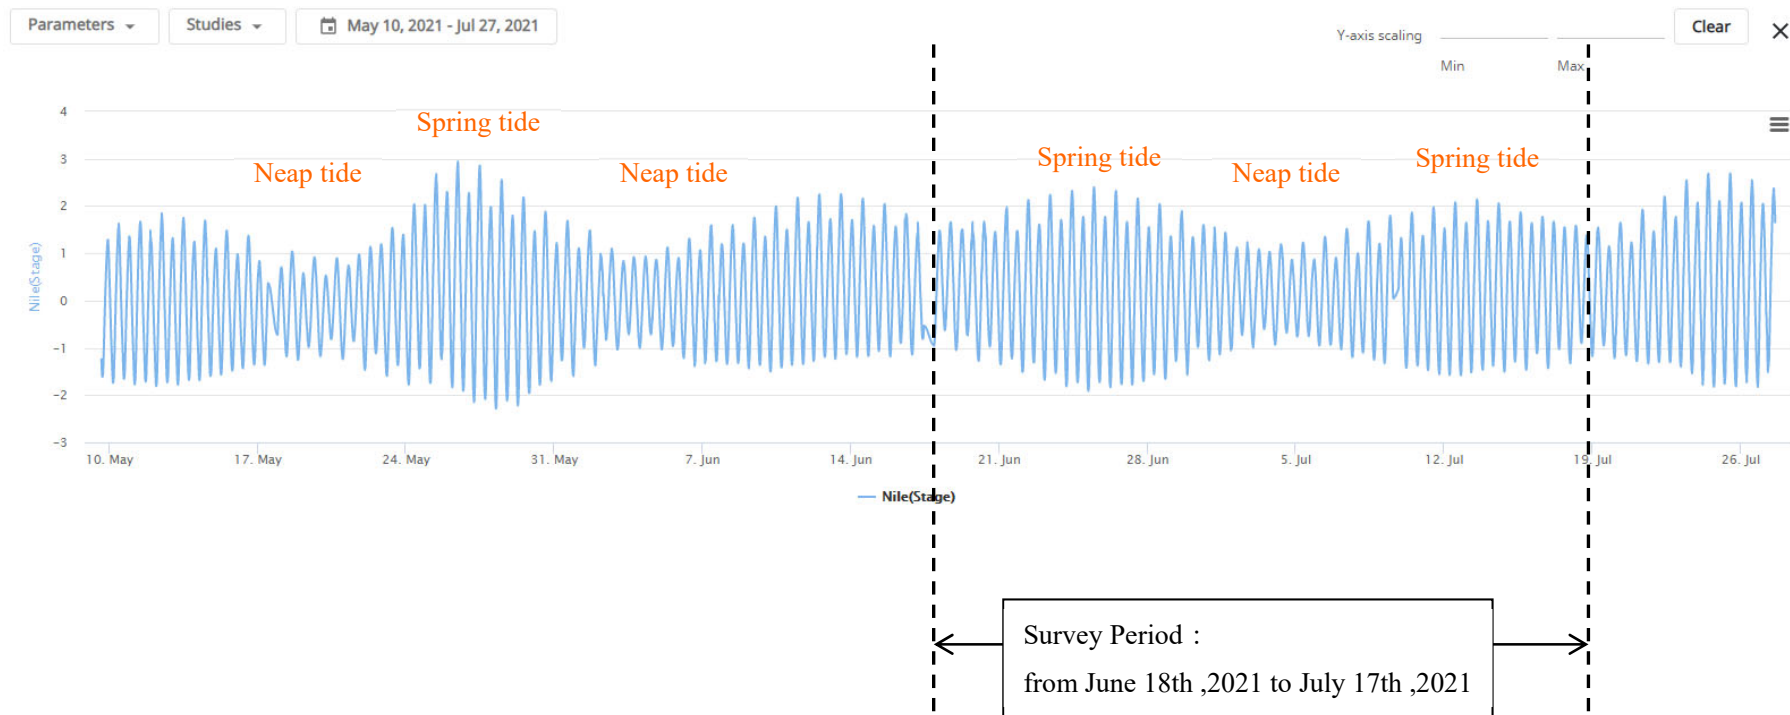 Parameters
Studies
May 10, 2021 - Jul 27, 2021
Y-axis scaling
Min
Max
Clear
Spring tide
Neap tide
Neap tide
Spring tide
Neap tide
Spring tide
Nile(Stage)
4
3
2
1
0
-1
-2
-3
10. May
17. May
24. May
31. May
7. Jun
14. Jun
21. Jun
28. Jun
5. Jul
12. Jul
19. Jul
26. Jul
Nile(Stage)
Survey Period :
from June 18th ,2021 to July 17th ,2021